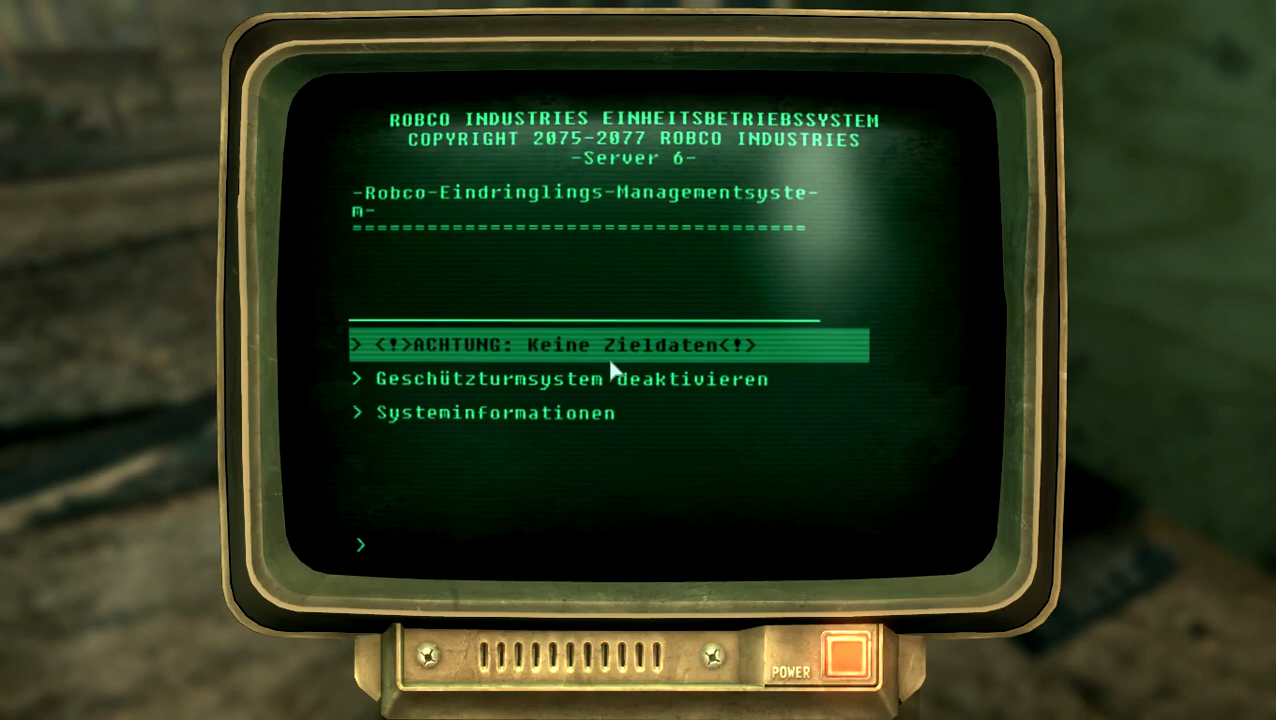 ROBCO INDUSTRIES EINHEITSBETRIEBSSYSTEM
COPYRIGHT 2075-2077 ROBCO INDUSTRIES
-Server 6-
-Robco-Eindringlings-Managementsyste-
m-
====================================
> <!>ACHTUNG: Keine Zieldaten<!>
> Geschützturmsystem deaktivieren
> Systeminformationen
>
POWER